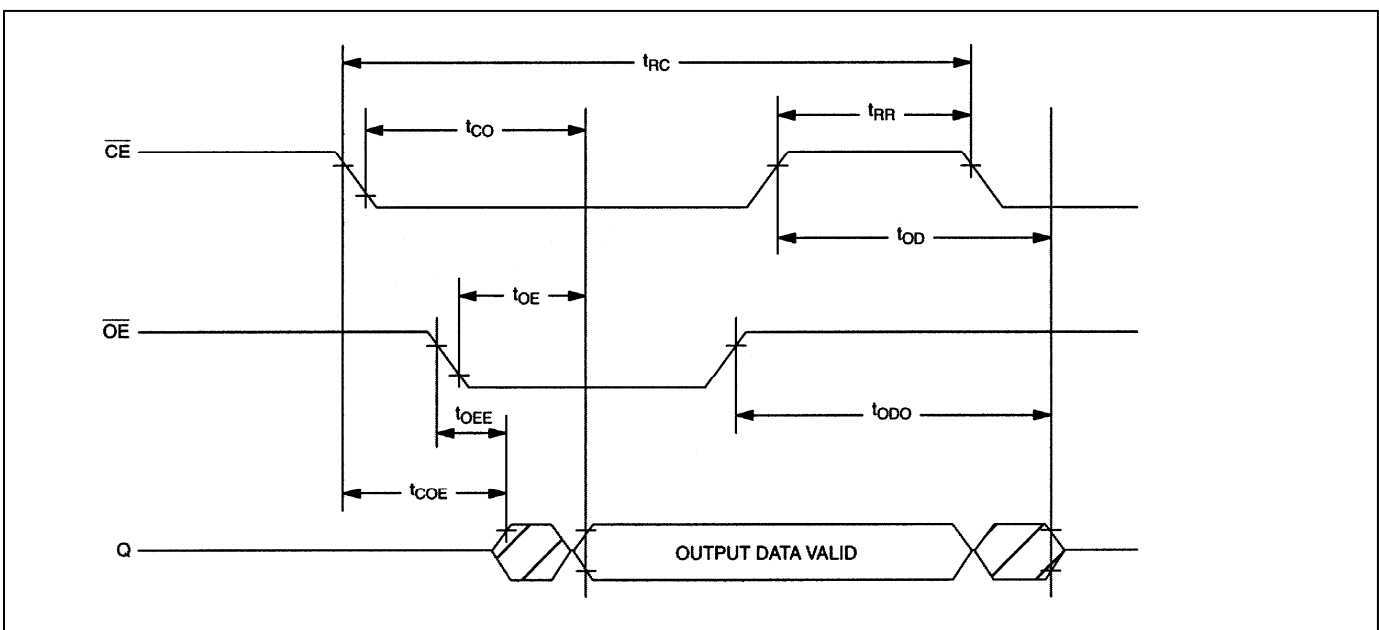 tRC
tRR
tCO
CE
tOD
tOE
OE
tODO
tOEE
tCOE
Q
OUTPUT DATA VALID